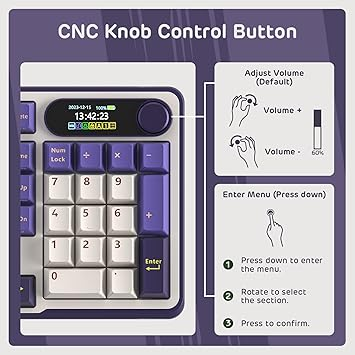 CNC Knob Control Button
2023-12-15 100%
13:42:23
Num
Lock
÷
×
-
7
8
9
4
5
6
+
1
2
3
0
.
Enter
Up
On
Adjust Volume
(Default)
Volume +
Volume -
60%
Enter Menu (Press down)
1 Press down to enter
the menu.
2 Rotate to select
the section.
3 Press to confirm.